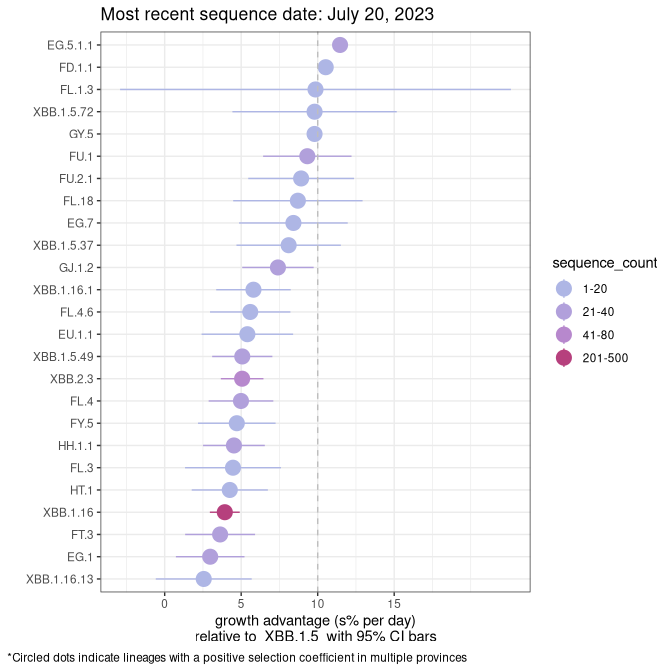 Most recent sequence date: July 20, 2023
EG.5.1.1
FD.1.1
FL.1.3
XBB.1.5.72
GY.5
FU.1
FU.2.1
FL.18
EG.7
XBB.1.5.37
GJ.1.2
XBB.1.16.1
FL.4.6
EU.1.1
XBB.1.5.49
XBB.2.3
FL.4
FY.5
HH.1.1
FL.3
HT.1
XBB.1.16
FT.3
EG.1
XBB.1.16.13
0 5 10 15
growth advantage (s% per day)
relative to XBB.1.5 with 95% CI bars
sequence_count
1-20
21-40
41-80
201-500
*Circled dots indicate lineages with a positive selection coefficient in multiple provinces